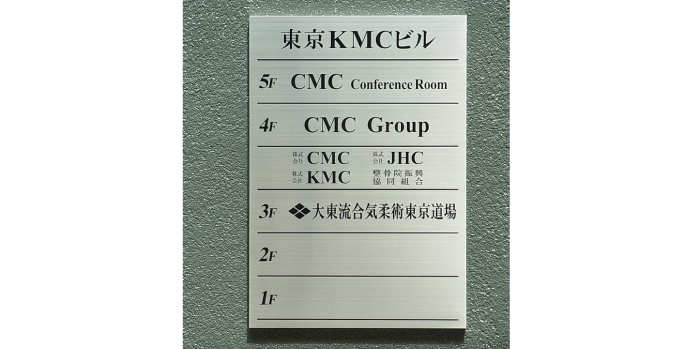 東京KMCビル
5F CMC Conference Room
4F CMC Group
株式会社 CMC 株式会社 JHC
株式会社 KMC 整骨院振興協同組合
3F 大東流合気柔術東京道場
2F
1F